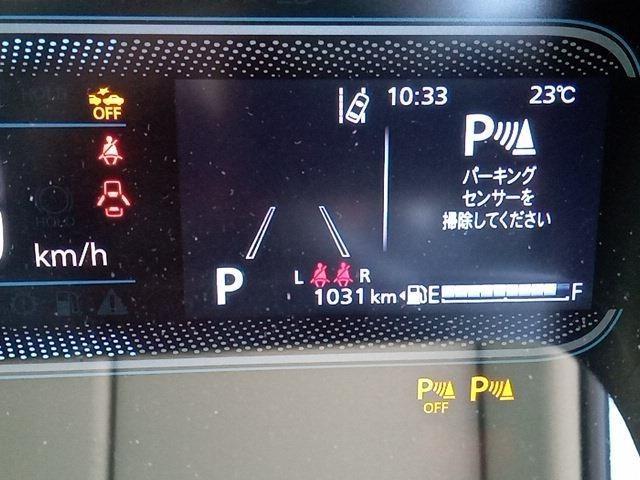 OFF
km/h
10:33
23℃
P
パーキング
センサーを
掃除してください
P
L R
1031 km
E F
P
OFF
P